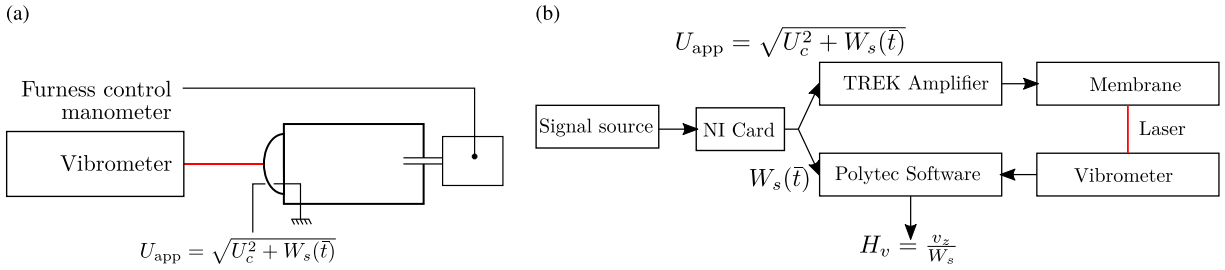 (a)
Furness control
manometer
Vibrometer
U_app = √(U_c^2 + W_s(t̄))
(b)
U_app = √(U_c^2 + W_s(t̄))
TREK Amplifier
Membrane
Signal source
NI Card
Laser
W_s(t̄)
Polytec Software
Vibrometer
H_v = v_z/W_s